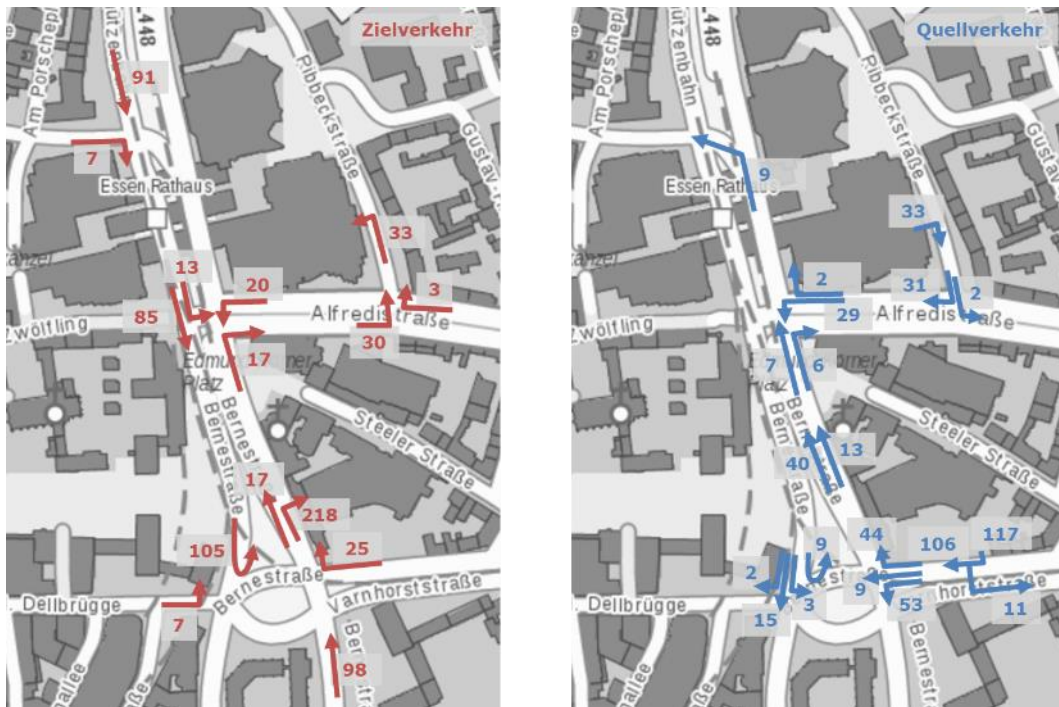 Zielverkehr
448
91
Am Porschepl
Ribbeckstraße
Gustav
7
Essen Rathaus
33
13
20
3
85
Alfredistraße
zwölfling
30
17
Platz
Bernestraße
Steeler Straße
17
218
105
25
Bernestraße
Varnhorststraße
Dellbrügge
7
98
Quellverkehr
448
Am Porschepl
ützenbahn
Ribbeckstraße
Gustav
9
Essen Rathaus
33
31
2
2
29
Alfredistraße
zwölfling
7
6
Platz
Bernestraße
Steeler Straße
13
40
44
117
9
106
2
9
3
53
11
15
Dellbrügge